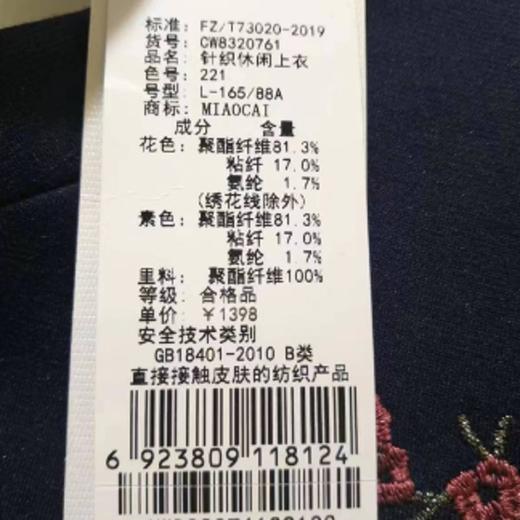 标准: FZ/T73020-2019
货号: CW8320761
品名: 针织休闲上衣
色号: 221
号型: L-165/88A
商标: MIAOCAI
成分 含量
花色: 聚酯纤维81.3%
粘纤 17.0%
氨纶 1.7%
(绣花线除外)
素色: 聚酯纤维81.3%
粘纤 17.0%
氨纶 1.7%
里料: 聚酯纤维100%
等级: 合格品
单价: ¥1398
安全技术类别
GB18401-2010 B类
直接接触皮肤的纺织产品
6 923809 118124